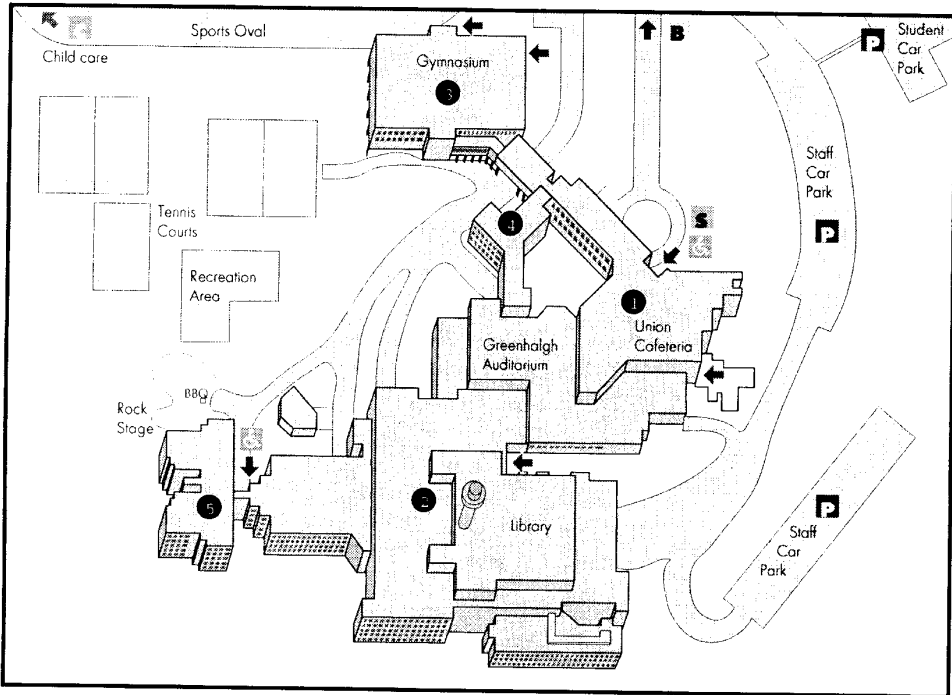 Sports Oval
Child care
Gymnasium
3
B
P
Student
Car
Park
Staff
Car
Park
P
Tennis
Courts
4
S
Recreation
Area
1
Union
Cafeteria
Greenhalgh
Auditorium
BBQ
Rock
Stage
5
2
Library
P
Staff
Car
Park